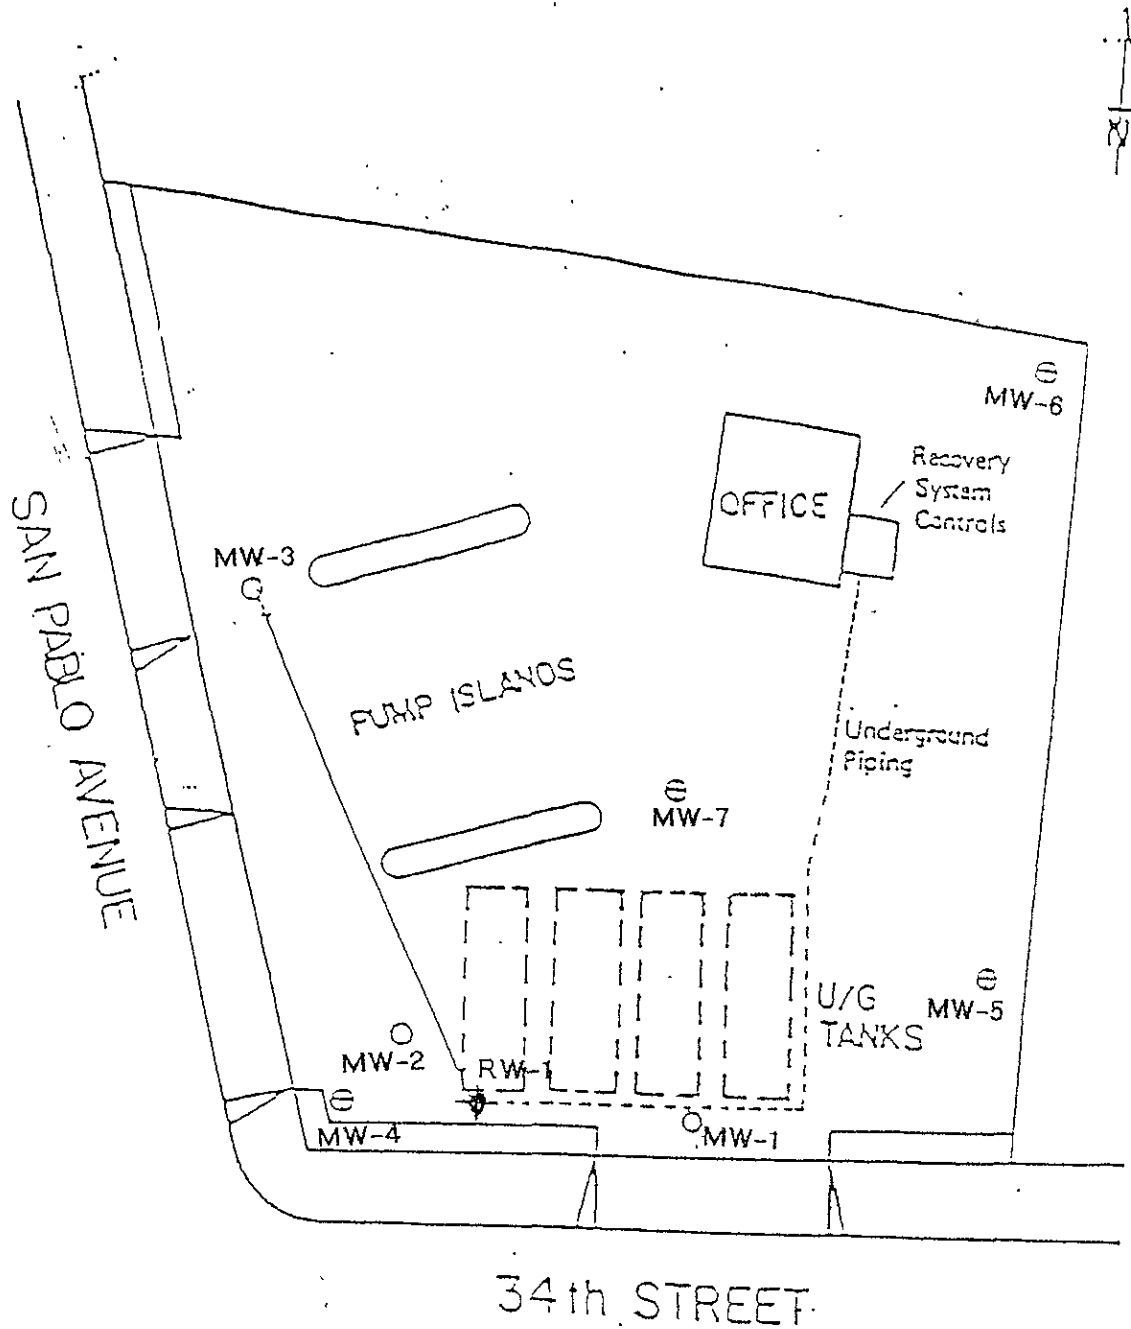 N
MW-6
Recovery
System
Controls
OFFICE
MW-3
SAN PABLO AVENUE
PUMP ISLANDS
Underground
Piping
MW-7
U/G
TANKS
MW-5
MW-2
RW-1
MW-4
MW-1
34th STREET